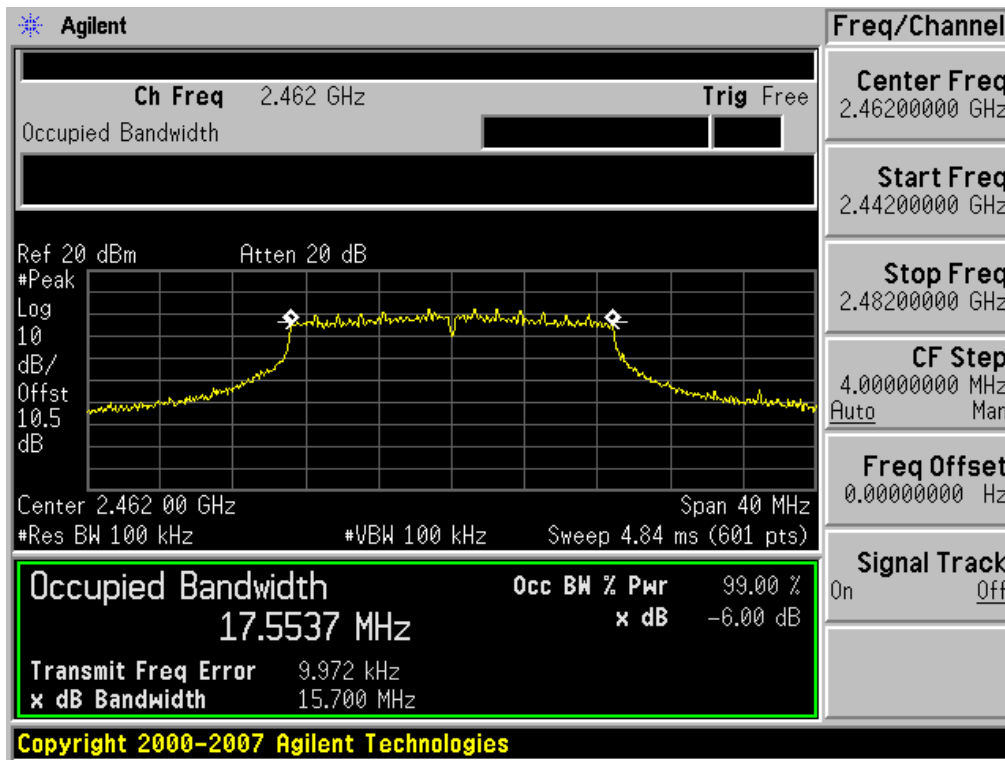 Agilent
Freq/Channel
Ch Freq 2.462 GHz Trig Free
Occupied Bandwidth
Center Freq
2.46200000 GHz
Start Freq
2.44200000 GHz
Stop Freq
2.48200000 GHz
CF Step
4.00000000 MHz
Auto Man
Freq Offset
0.00000000 Hz
Signal Track
On Off
Ref 20 dBm Atten 20 dB
#Peak
Log
10
dB/
Offst
10.5
dB
Center 2.462 00 GHz Span 40 MHz
#Res BW 100 kHz #VBW 100 kHz Sweep 4.84 ms (601 pts)
Occupied Bandwidth Occ BW % Pwr 99.00 %
17.5537 MHz x dB -6.00 dB
Transmit Freq Error 9.972 kHz
x dB Bandwidth 15.700 MHz
Copyright 2000-2007 Agilent Technologies